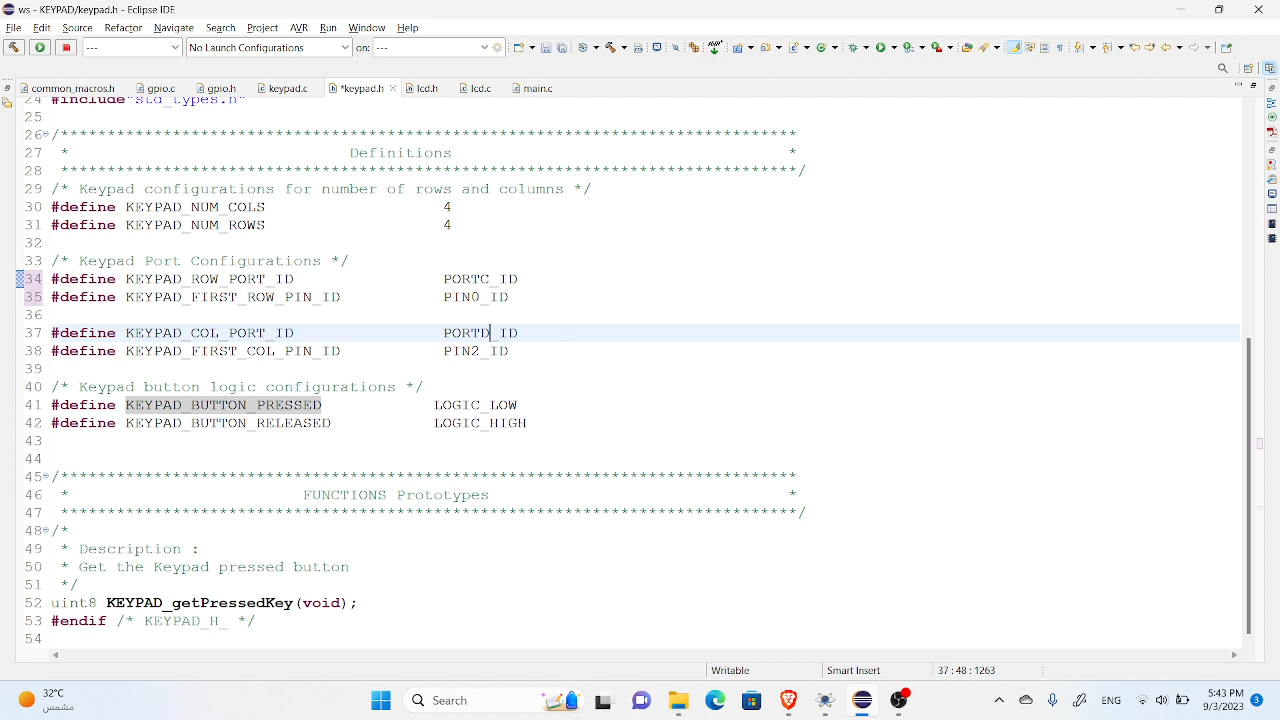 ws - KEYPAD/keypad.h - Eclipse IDE
File Edit Source Refactor Navigate Search Project AVR Run Window Help
--- No Launch Configurations on: ---
common_macros.h gpio.c gpio.h keypad.c *keypad.h lcd.h lcd.c main.c
24 #include"std_types.h"
25
26 /*******************************************************************************
27 * Definitions *
28 *******************************************************************************/
29 /* Keypad configurations for number of rows and columns */
30 #define KEYPAD_NUM_COLS 4
31 #define KEYPAD_NUM_ROWS 4
32
33 /* Keypad Port Configurations */
34 #define KEYPAD_ROW_PORT_ID PORTC_ID
35 #define KEYPAD_FIRST_ROW_PIN_ID PIN0_ID
36
37 #define KEYPAD_COL_PORT_ID PORTD_ID
38 #define KEYPAD_FIRST_COL_PIN_ID PIN2_ID
39
40 /* Keypad button logic configurations */
41 #define KEYPAD_BUTTON_PRESSED LOGIC_LOW
42 #define KEYPAD_BUTTON_RELEASED LOGIC_HIGH
43
44
45 /*******************************************************************************
46 * FUNCTIONS Prototypes *
47 *******************************************************************************/
48 /*
49 * Description :
50 * Get the Keypad pressed button
51 */
52 uint8 KEYPAD_getPressedKey(void);
53 #endif /* KEYPAD_H_ */
54
Writable Smart Insert 37 : 48 : 1263
32°C
مشمس
Search
ENG
5:43 PM
9/3/2023
3